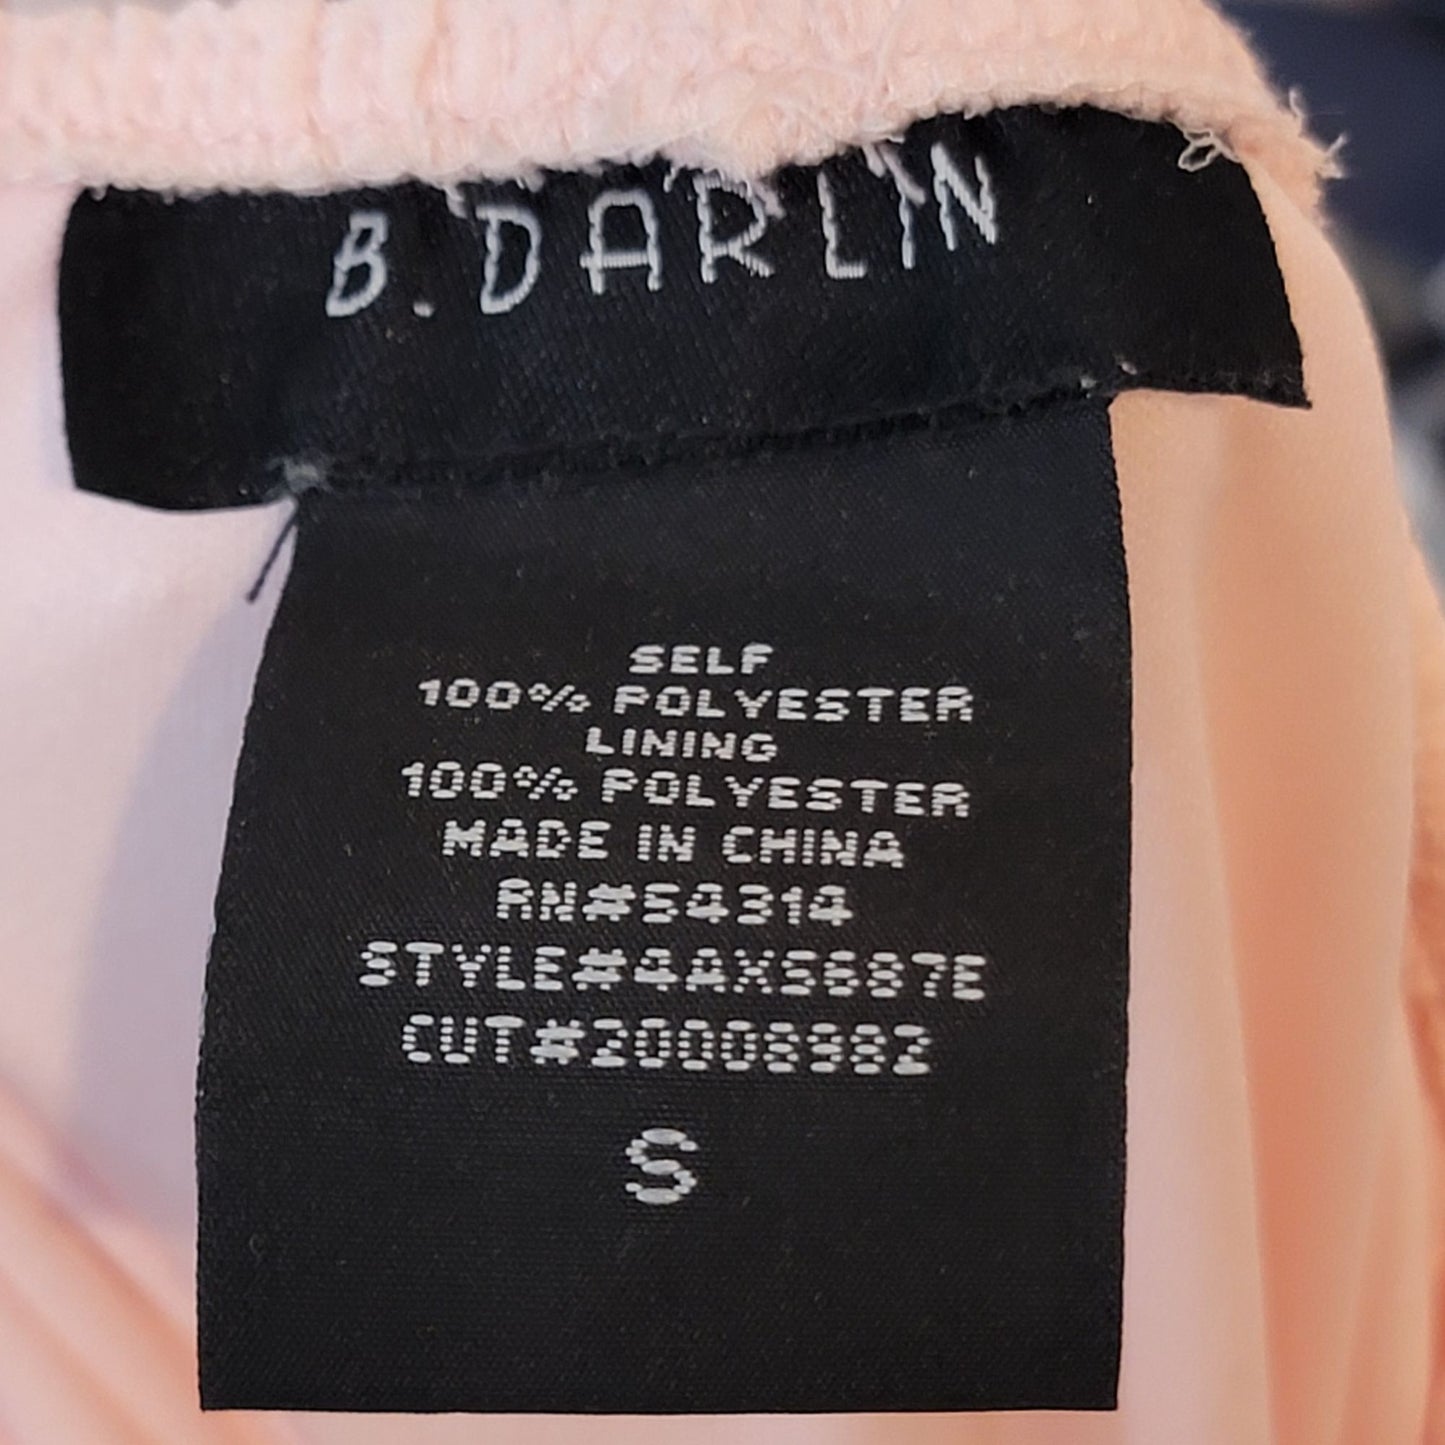 B. DARLIN
SELF
100% POLYESTER
LINING
100% POLYESTER
MADE IN CHINA
RN#54314
STYLE#4AX5687E
CUT#20008982
S